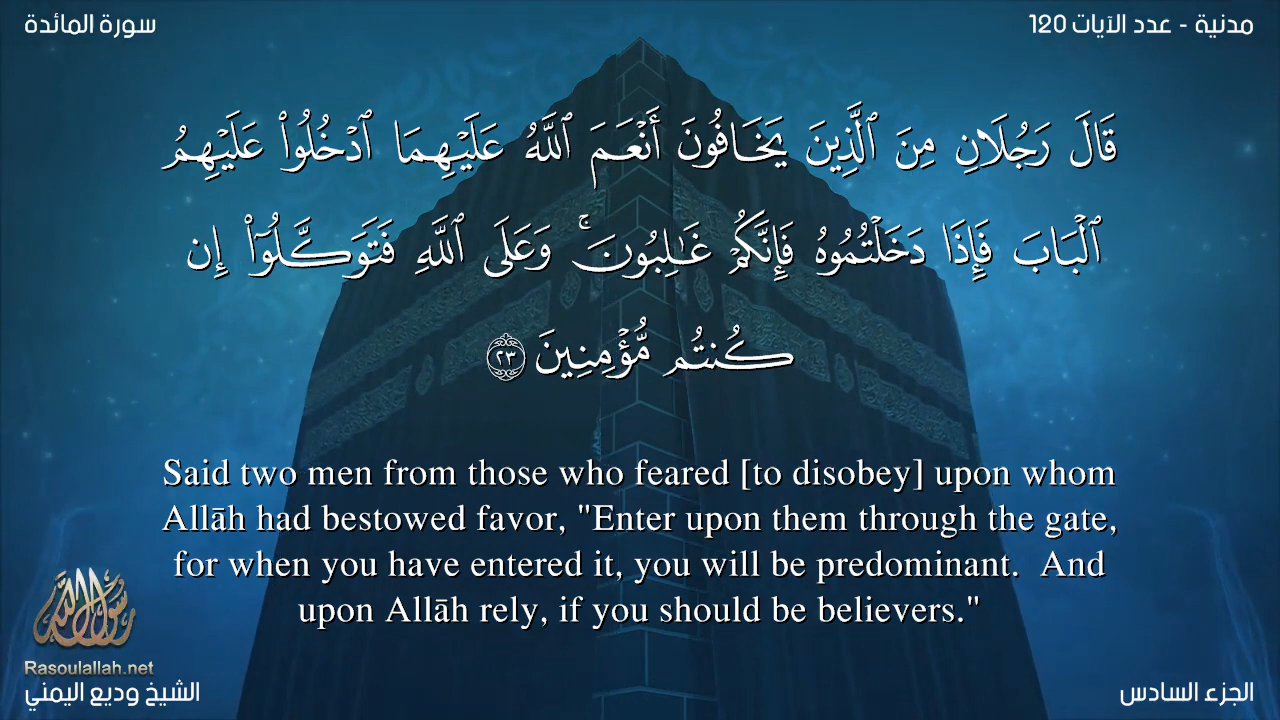 سورة المائدة
مدنية - عدد الآيات 120
قَالَ رَجُلَانِ مِنَ ٱلَّذِينَ يَخَافُونَ أَنْعَمَ ٱللَّهُ عَلَيْهِمَا ٱدْخُلُوا۟ عَلَيْهِمُ
ٱلْبَابَ فَإِذَا دَخَلْتُمُوهُ فَإِنَّكُمْ غَـٰلِبُونَ ۚ وَعَلَى ٱللَّهِ فَتَوَكَّلُوٓا۟ إِن
كُنتُم مُّؤْمِنِينَ ٢٣
Said two men from those who feared [to disobey] upon whom
Allāh had bestowed favor, "Enter upon them through the gate,
for when you have entered it, you will be predominant.  And
upon Allāh rely, if you should be believers."
رسول الله
Rasoulallah.net
الشيخ وديع اليمني
الجزء السادس